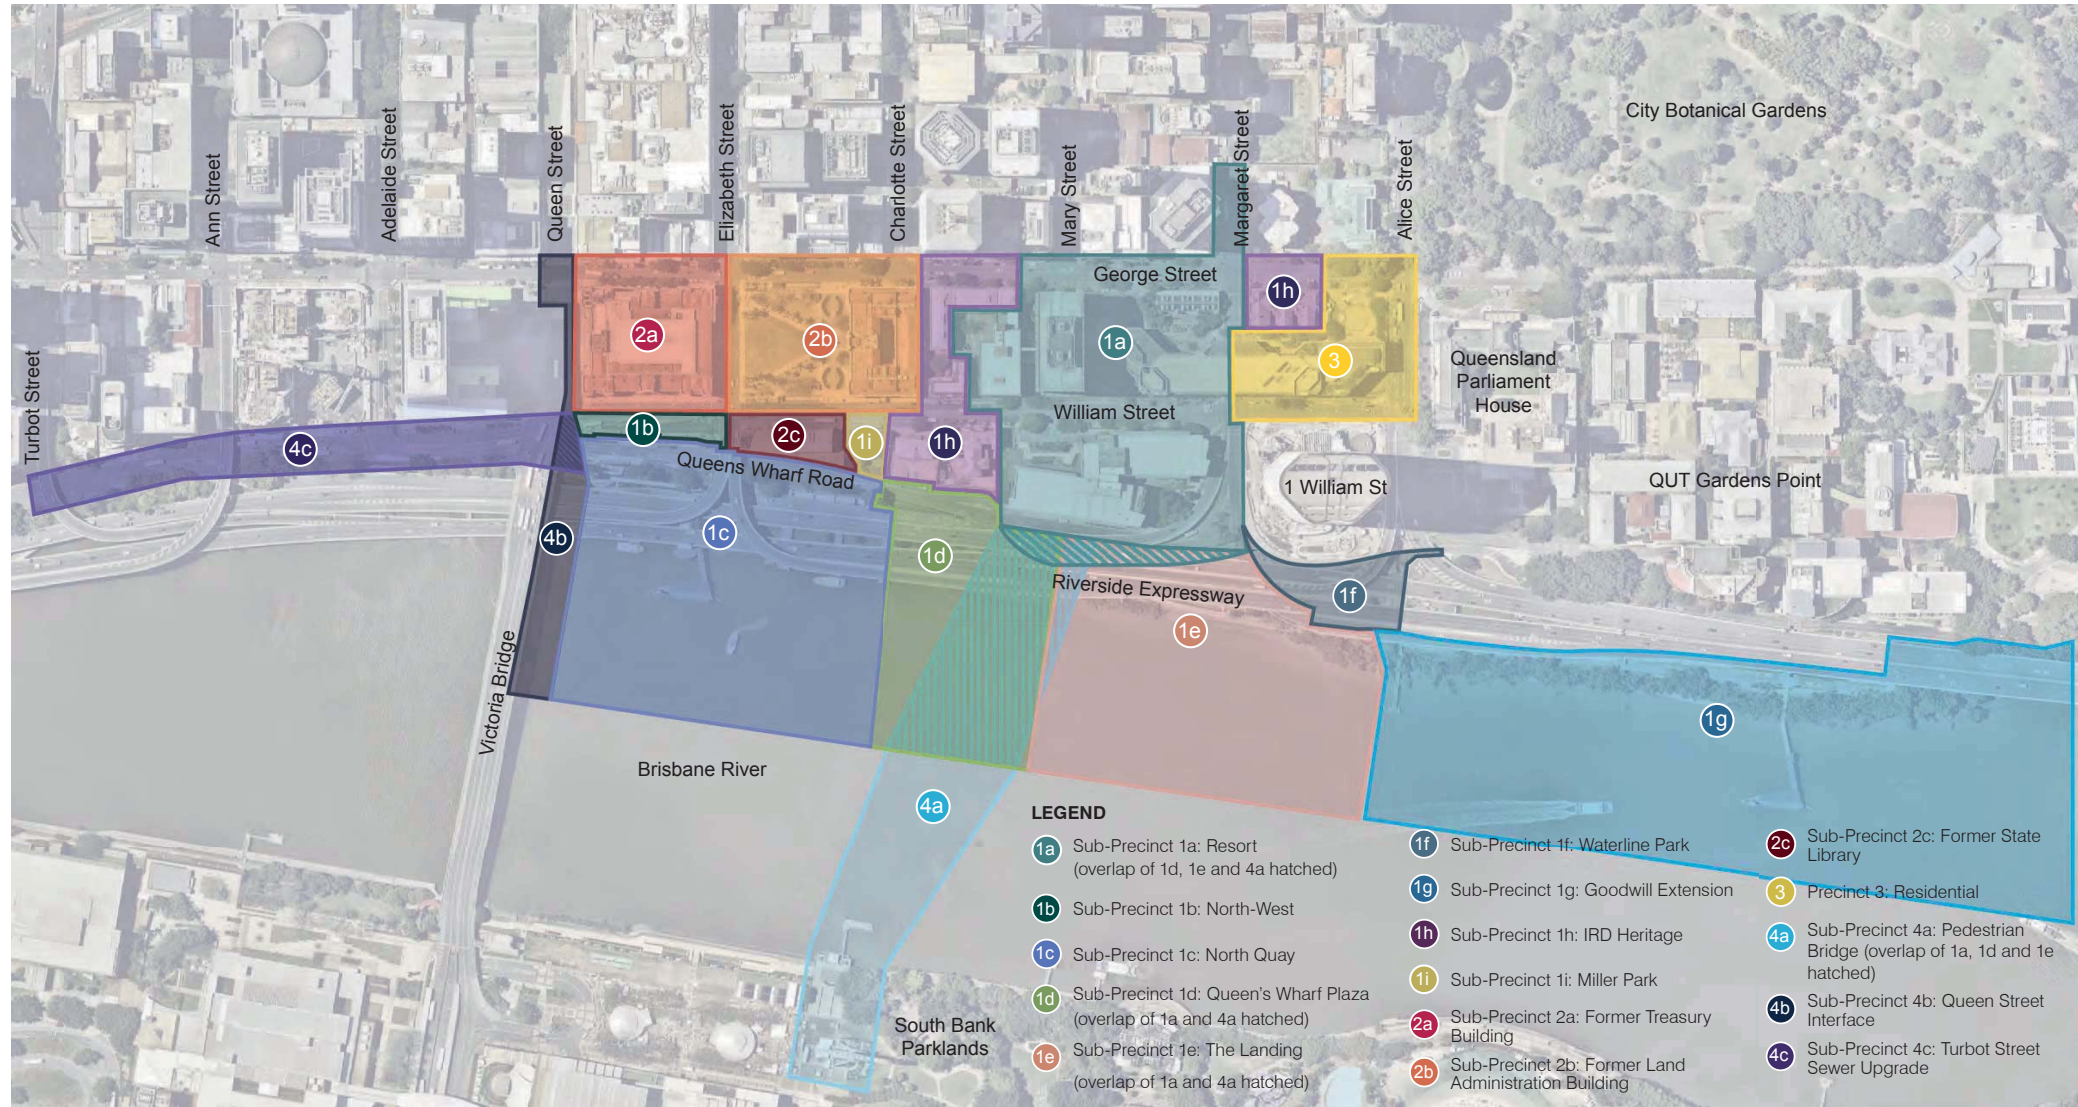 City Botanical Gardens
Turbot Street
Ann Street
Adelaide Street
Queen Street
Elizabeth Street
Charlotte Street
Mary Street
Margaret Street
Alice Street
George Street
1h
2a
2b
1a
3
Queensland
Parliament
House
William Street
1b
2c
1i
1h
4c
Queens Wharf Road
1 William St
QUT Gardens Point
4b
1c
1d
Riverside Expressway
1f
1e
Victoria Bridge
1g
Brisbane River
4a
South Bank
Parklands
LEGEND
1a Sub-Precinct 1a: Resort
(overlap of 1d, 1e and 4a hatched)
1b Sub-Precinct 1b: North-West
1c Sub-Precinct 1c: North Quay
1d Sub-Precinct 1d: Queen's Wharf Plaza
(overlap of 1a and 4a hatched)
1e Sub-Precinct 1e: The Landing
(overlap of 1a and 4a hatched)
1f Sub-Precinct 1f: Waterline Park
1g Sub-Precinct 1g: Goodwill Extension
1h Sub-Precinct 1h: IRD Heritage
1i Sub-Precinct 1i: Miller Park
2a Sub-Precinct 2a: Former Treasury
Building
2b Sub-Precinct 2b: Former Land
Administration Building
2c Sub-Precinct 2c: Former State
Library
3 Precinct 3: Residential
4a Sub-Precinct 4a: Pedestrian
Bridge (overlap of 1a, 1d and 1e
hatched)
4b Sub-Precinct 4b: Queen Street
Interface
4c Sub-Precinct 4c: Turbot Street
Sewer Upgrade